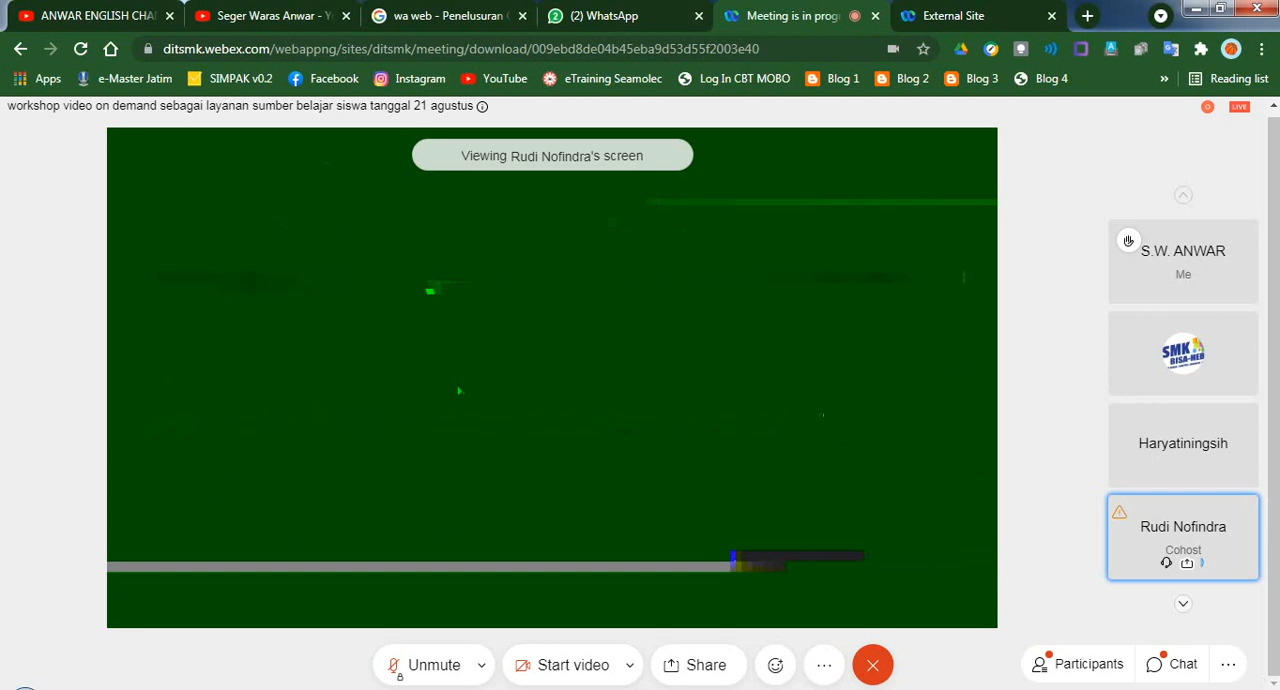 ANWAR ENGLISH CHA
Seger Waras Anwar - Y
wa web - Penelusuran
(2) WhatsApp
Meeting is in prog
External Site
ditsmk.webex.com/webappng/sites/ditsmk/meeting/download/009ebd8de04b45eba9d53d55f2003e40
Apps
e-Master Jatim
SIMPAK v0.2
Facebook
Instagram
YouTube
eTraining Seamolec
Log In CBT MOBO
Blog 1
Blog 2
Blog 3
Blog 4
»
Reading list
workshop video on demand sebagai layanan sumber belajar siswa tanggal 21 agustus
LIVE
Viewing Rudi Nofindra's screen
S.W. ANWAR
Me
SMK
BISA-HEB
Haryatiningsih
Rudi Nofindra
Cohost
Unmute
Start video
Share
Participants
Chat